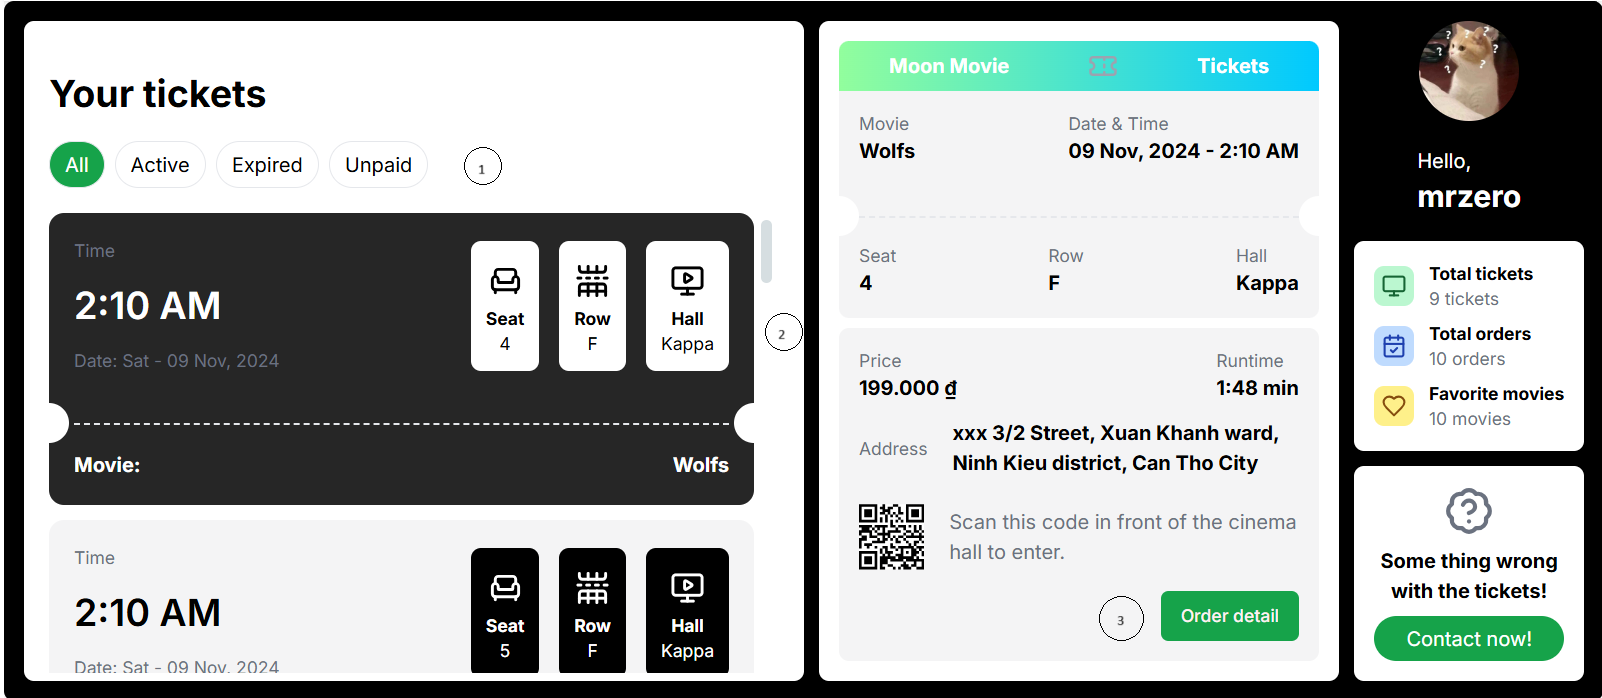 Your tickets
All Active Expired Unpaid 1
Time
2:10 AM
Date: Sat - 09 Nov, 2024
Seat Row Hall
4 F Kappa
2
Movie: Wolfs
Time
2:10 AM
Date: Sat - 09 Nov, 2024
Seat Row Hall
5 F Kappa
Moon Movie Tickets
Movie Date & Time
Wolfs 09 Nov, 2024 - 2:10 AM
Seat Row Hall
4 F Kappa
Price Runtime
199.000 ₫ 1:48 min
Address xxx 3/2 Street, Xuan Khanh ward,
Ninh Kieu district, Can Tho City
Scan this code in front of the cinema
hall to enter.
3 Order detail
? ? ? ? ? ? ?
Hello,
mrzero
Total tickets
9 tickets
Total orders
10 orders
Favorite movies
10 movies
?
Some thing wrong
with the tickets!
Contact now!